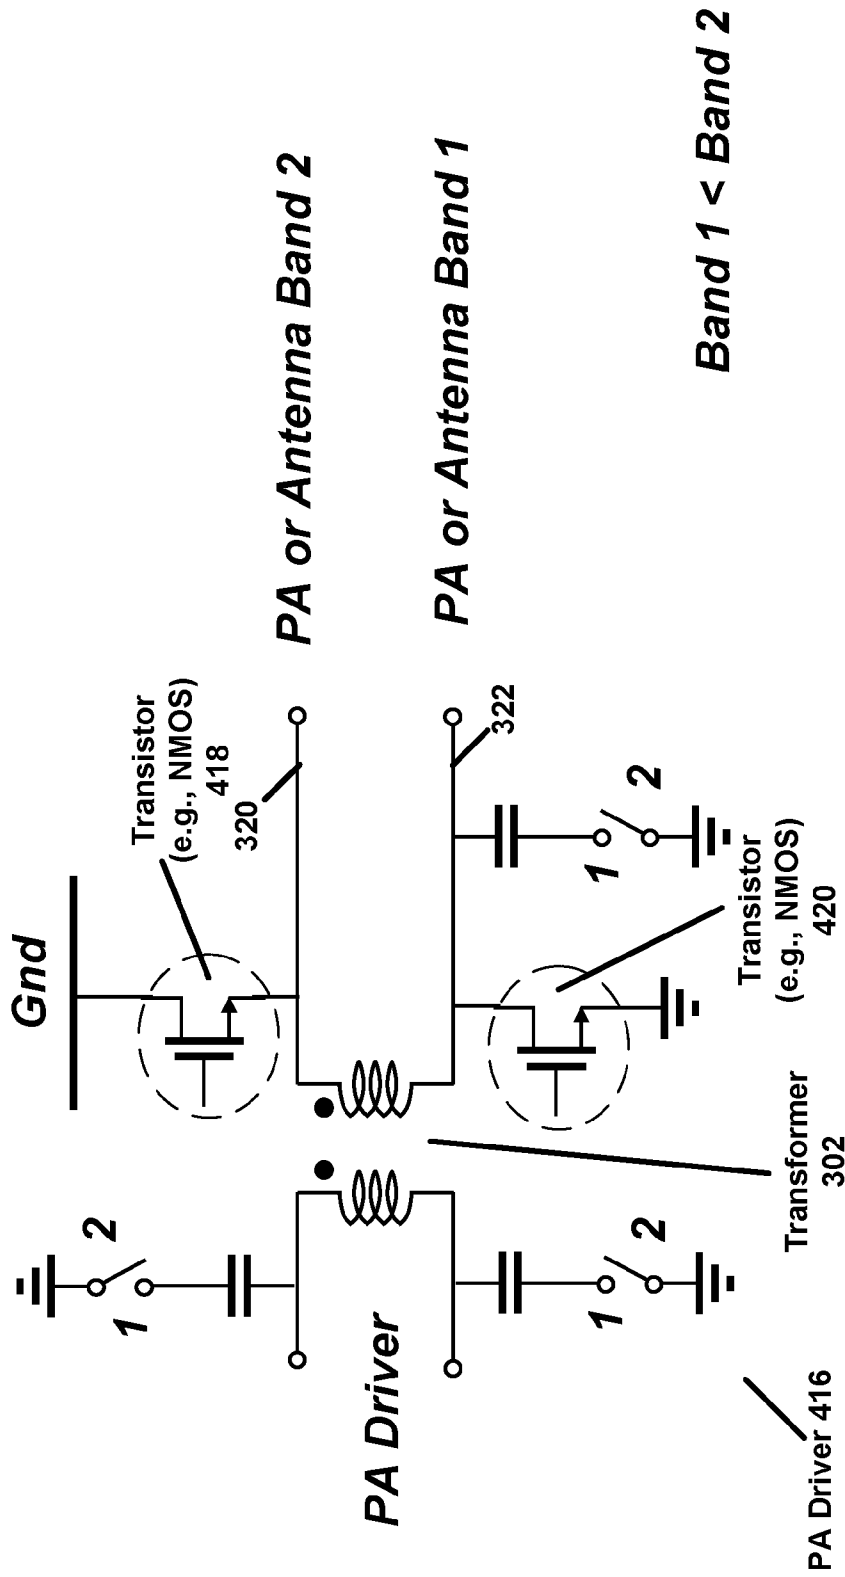 Gnd
Transistor
(e.g., NMOS)
418
320
PA or Antenna Band 2
2
1
PA Driver
PA or Antenna Band 1
322
1
2
1
2
Transistor
(e.g., NMOS)
420
Transformer
302
Band 1 < Band 2
PA Driver 416